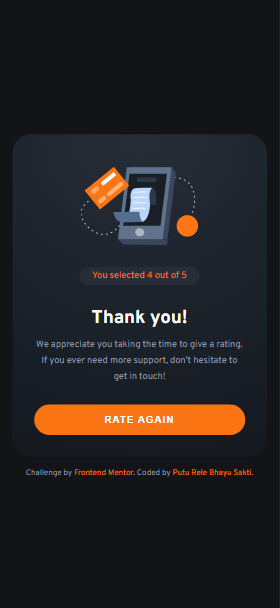 You selected 4 out of 5
Thank you!
We appreciate you taking the time to give a rating.
If you ever need more support, don't hesitate to
get in touch!
RATE AGAIN
Challenge by Frontend Mentor. Coded by Putu Rele Bhayu Sakti.